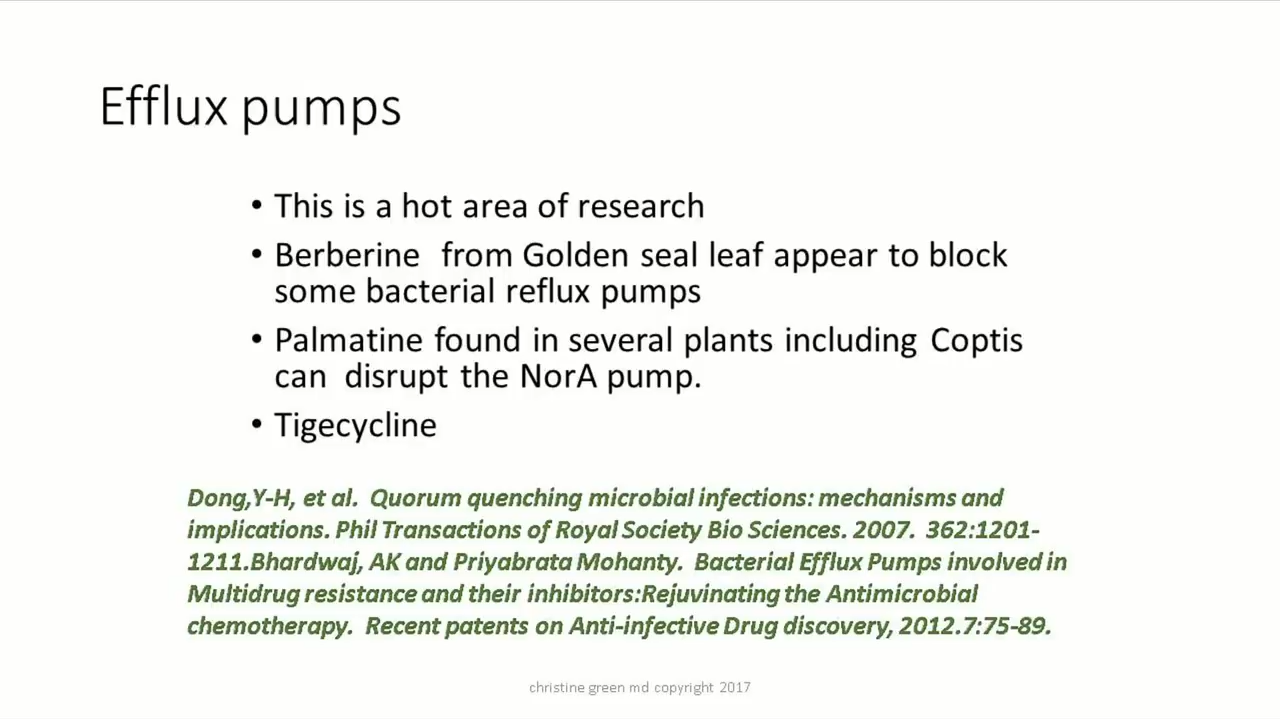 Efflux pumps
• This is a hot area of research
• Berberine from Golden seal leaf appear to block
some bacterial reflux pumps
• Palmatine found in several plants including Coptis
can disrupt the NorA pump.
• Tigecycline
Dong,Y-H, et al. Quorum quenching microbial infections: mechanisms and
implications. Phil Transactions of Royal Society Bio Sciences. 2007. 362:1201-
1211.Bhardwaj, AK and Priyabrata Mohanty. Bacterial Efflux Pumps involved in
Multidrug resistance and their inhibitors:Rejuvinating the Antimicrobial
chemotherapy. Recent patents on Anti-infective Drug discovery, 2012.7:75-89.
christine green md copyright 2017